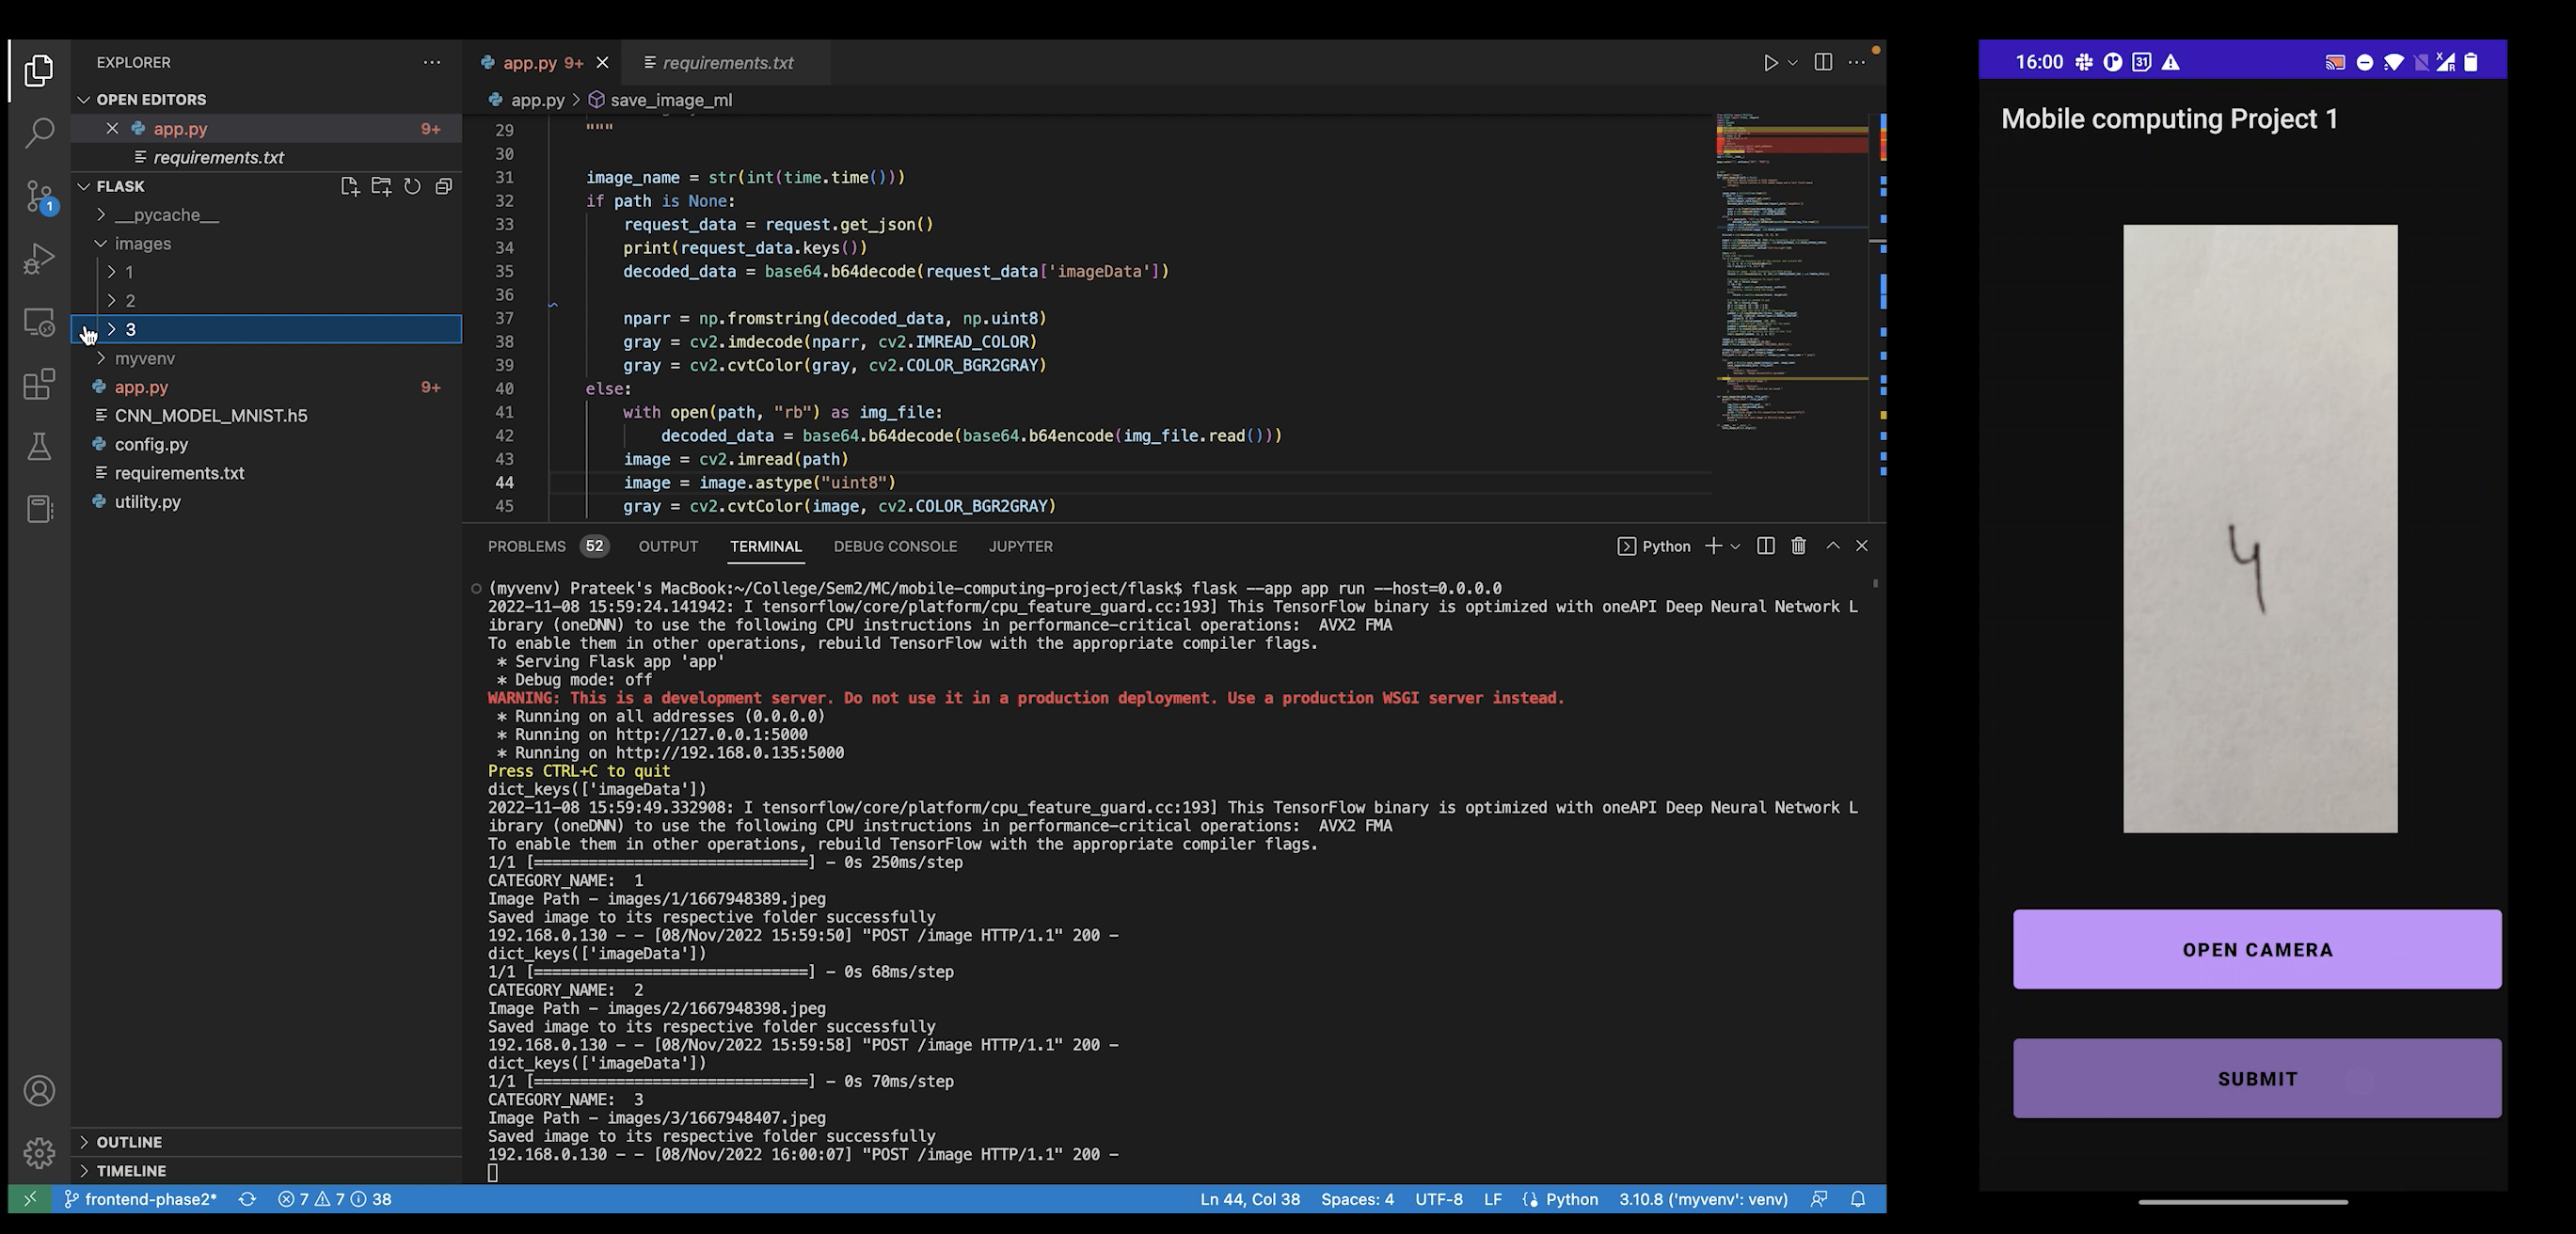 EXPLORER
OPEN EDITORS
app.py 9+
requirements.txt
FLASK
__pycache__
images
1
2
3
myvenv
app.py 9+
CNN_MODEL_MNIST.h5
config.py
requirements.txt
utility.py
OUTLINE
TIMELINE
1
app.py 9+ requirements.txt
app.py > save_image_ml
29 """
30
31 image_name = str(int(time.time()))
32 if path is None:
33 request_data = request.get_json()
34 print(request_data.keys())
35 decoded_data = base64.b64decode(request_data['imageData'])
36
37 nparr = np.fromstring(decoded_data, np.uint8)
38 gray = cv2.imdecode(nparr, cv2.IMREAD_COLOR)
39 gray = cv2.cvtColor(gray, cv2.COLOR_BGR2GRAY)
40 else:
41 with open(path, "rb") as img_file:
42 decoded_data = base64.b64decode(base64.b64encode(img_file.read()))
43 image = cv2.imread(path)
44 image = image.astype("uint8")
45 gray = cv2.cvtColor(image, cv2.COLOR_BGR2GRAY)
PROBLEMS 52 OUTPUT TERMINAL DEBUG CONSOLE JUPYTER Python
(myvenv) Prateek's MacBook:~/College/Sem2/MC/mobile-computing-project/flask$ flask --app app run --host=0.0.0.0
2022-11-08 15:59:24.141942: I tensorflow/core/platform/cpu_feature_guard.cc:193] This TensorFlow binary is optimized with oneAPI Deep Neural Network L
ibrary (oneDNN) to use the following CPU instructions in performance-critical operations:  AVX2 FMA
To enable them in other operations, rebuild TensorFlow with the appropriate compiler flags.
* Serving Flask app 'app'
* Debug mode: off
WARNING: This is a development server. Do not use it in a production deployment. Use a production WSGI server instead.
* Running on all addresses (0.0.0.0)
* Running on http://127.0.0.1:5000
* Running on http://192.168.0.135:5000
Press CTRL+C to quit
dict_keys(['imageData'])
2022-11-08 15:59:49.332908: I tensorflow/core/platform/cpu_feature_guard.cc:193] This TensorFlow binary is optimized with oneAPI Deep Neural Network L
ibrary (oneDNN) to use the following CPU instructions in performance-critical operations:  AVX2 FMA
To enable them in other operations, rebuild TensorFlow with the appropriate compiler flags.
1/1 [==============================] - 0s 250ms/step
CATEGORY_NAME:  1
Image Path - images/1/1667948389.jpeg
Saved image to its respective folder successfully
192.168.0.130 - - [08/Nov/2022 15:59:50] "POST /image HTTP/1.1" 200 -
dict_keys(['imageData'])
1/1 [==============================] - 0s 68ms/step
CATEGORY_NAME:  2
Image Path - images/2/1667948398.jpeg
Saved image to its respective folder successfully
192.168.0.130 - - [08/Nov/2022 15:59:58] "POST /image HTTP/1.1" 200 -
dict_keys(['imageData'])
1/1 [==============================] - 0s 70ms/step
CATEGORY_NAME:  3
Image Path - images/3/1667948407.jpeg
Saved image to its respective folder successfully
192.168.0.130 - - [08/Nov/2022 16:00:07] "POST /image HTTP/1.1" 200 -
frontend-phase2* 7 7 38 Ln 44, Col 38 Spaces: 4 UTF-8 LF Python 3.10.8 ('myvenv': venv)
16:00 31
Mobile computing Project 1
4
OPEN CAMERA
SUBMIT